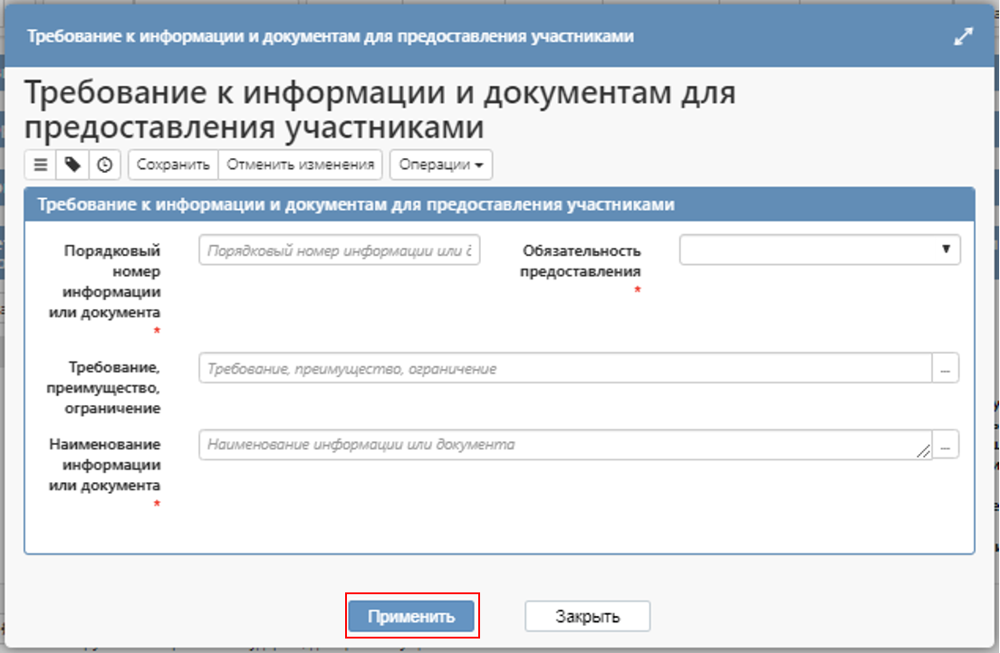 Требование к информации и документам для предоставления участниками
Требование к информации и документам для
предоставления участниками
Сохранить Отменить изменения Операции
Требование к информации и документам для предоставления участниками
Порядковый
номер
информации
или документа
*
Порядковый номер информации или
Обязательность
предоставления
*
Требование,
преимущество,
ограничение
Требование, преимущество, ограничение
...
Наименование
информации
или документа
*
Наименование информации или документа
...
Применить Закрыть